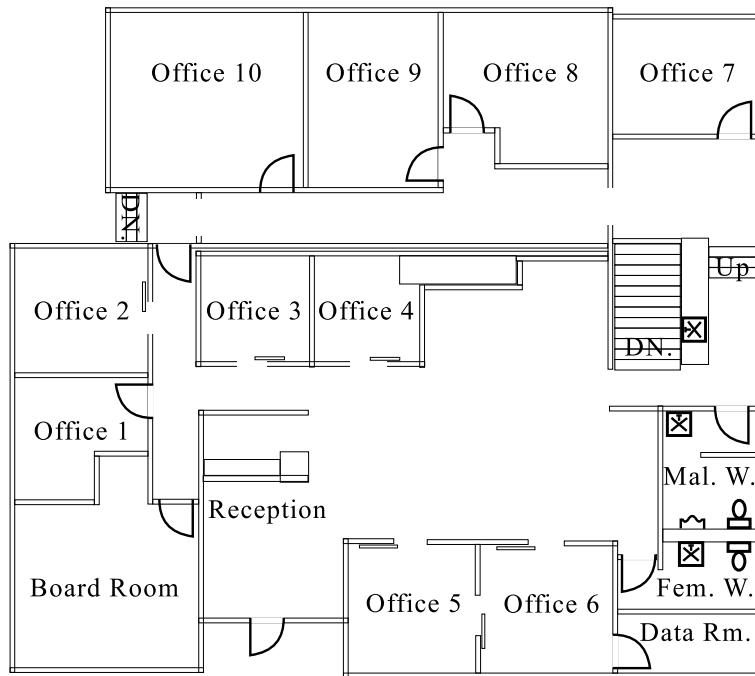 Office 10
Office 9
Office 8
Office 7
DN.
Up
Office 2
Office 3
Office 4
DN.
Office 1
Mal. W.
Reception
Board Room
Office 5
Office 6
Fem. W.
Data Rm.